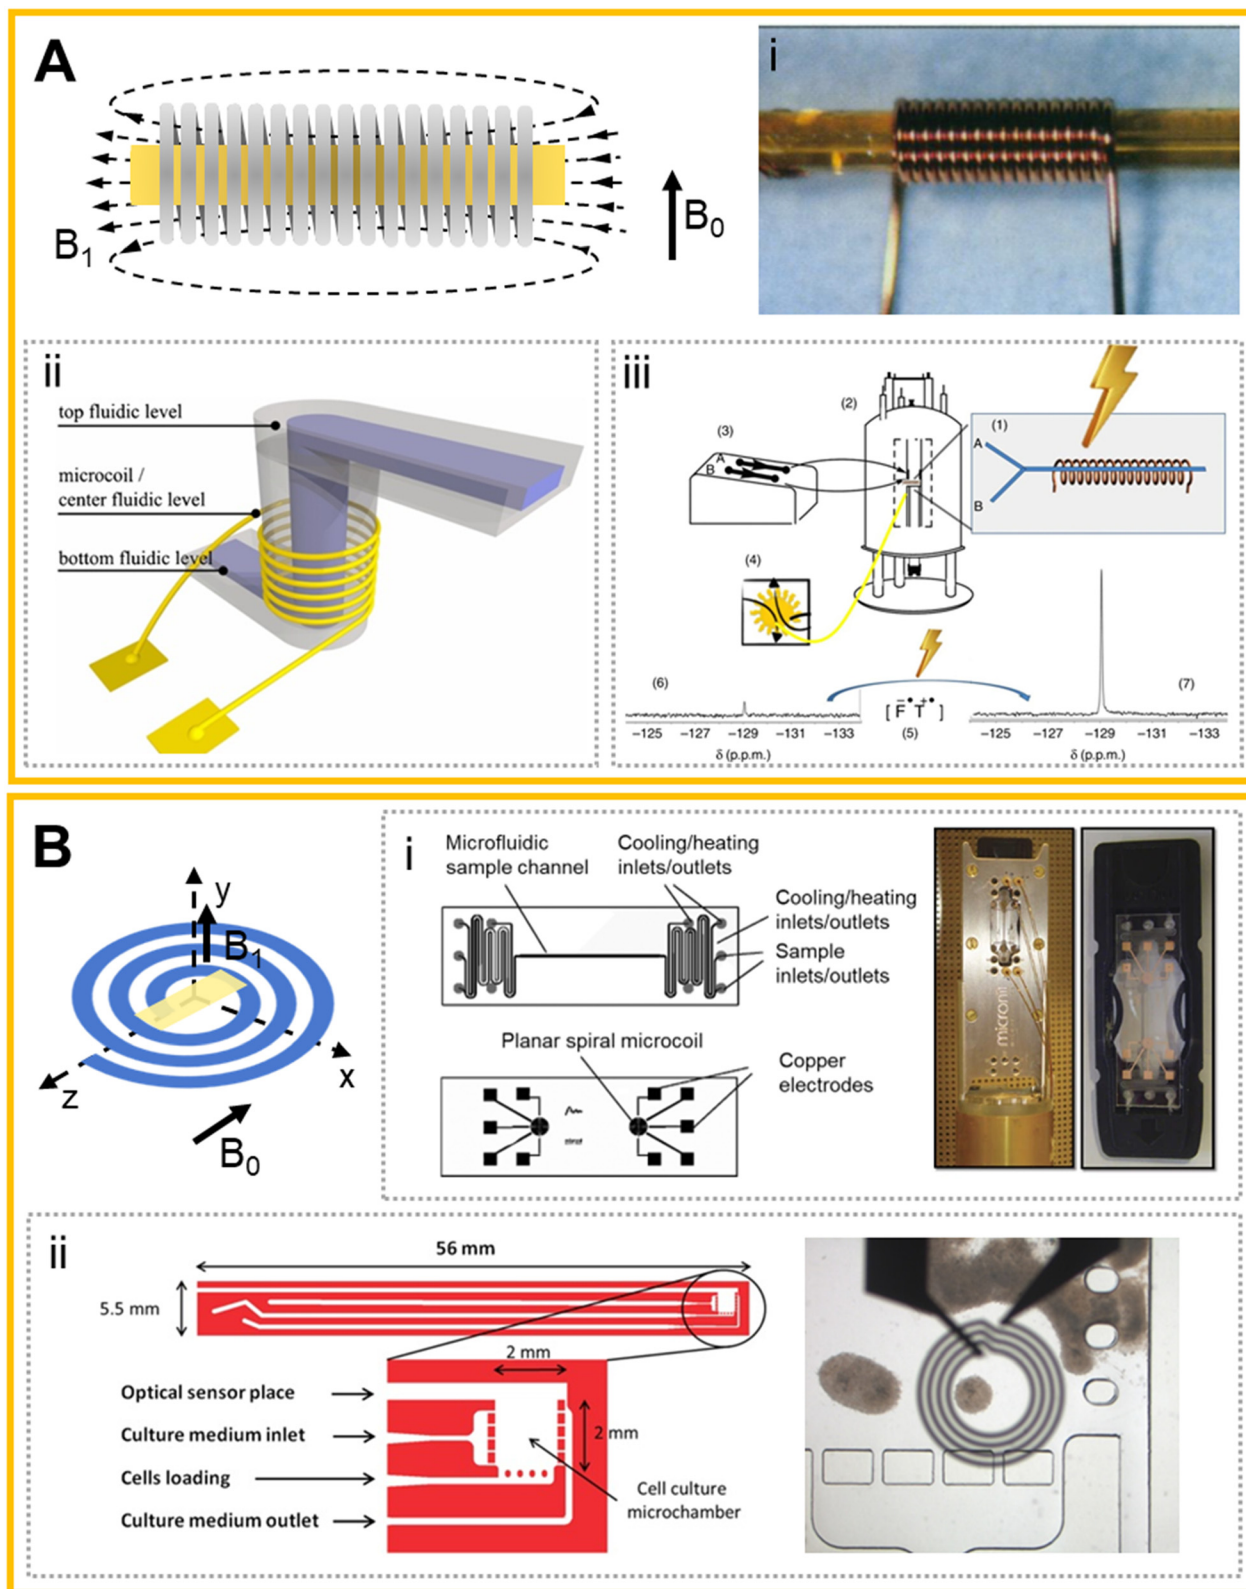 A
B1
B0
i
ii
top fluidic level
microcoil /
center fluidic level
bottom fluidic level
iii
(1)
(2)
(3)
A
B
A
B
(4)
(6)
(7)
[F̄• T⁺•]
(5)
−125 −127 −129 −131 −133
δ (p.p.m.)
−125 −127 −129 −131 −133
δ (p.p.m.)
B
y
B1
x
z
B0
i
Microfluidic
sample channel
Cooling/heating
inlets/outlets
Cooling/heating
inlets/outlets
Sample
inlets/outlets
Planar spiral microcoil
Copper
electrodes
micronit
ii
56 mm
5.5 mm
2 mm
2 mm
Optical sensor place
Culture medium inlet
Cells loading
Culture medium outlet
Cell culture
microchamber